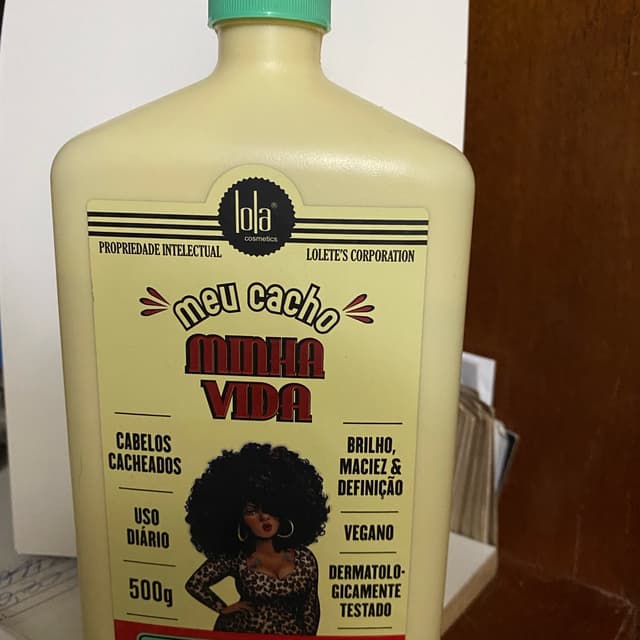 lola®
cosmetics
PROPRIEDADE INTELECTUAL
LOLETE'S CORPORATION
meu cacho
MINHA
VIDA
CABELOS
CACHEADOS
USO
DIÁRIO
500g
BRILHO,
MACIEZ &
DEFINIÇÃO
VEGANO
DERMATOLO-
GICAMENTE
TESTADO